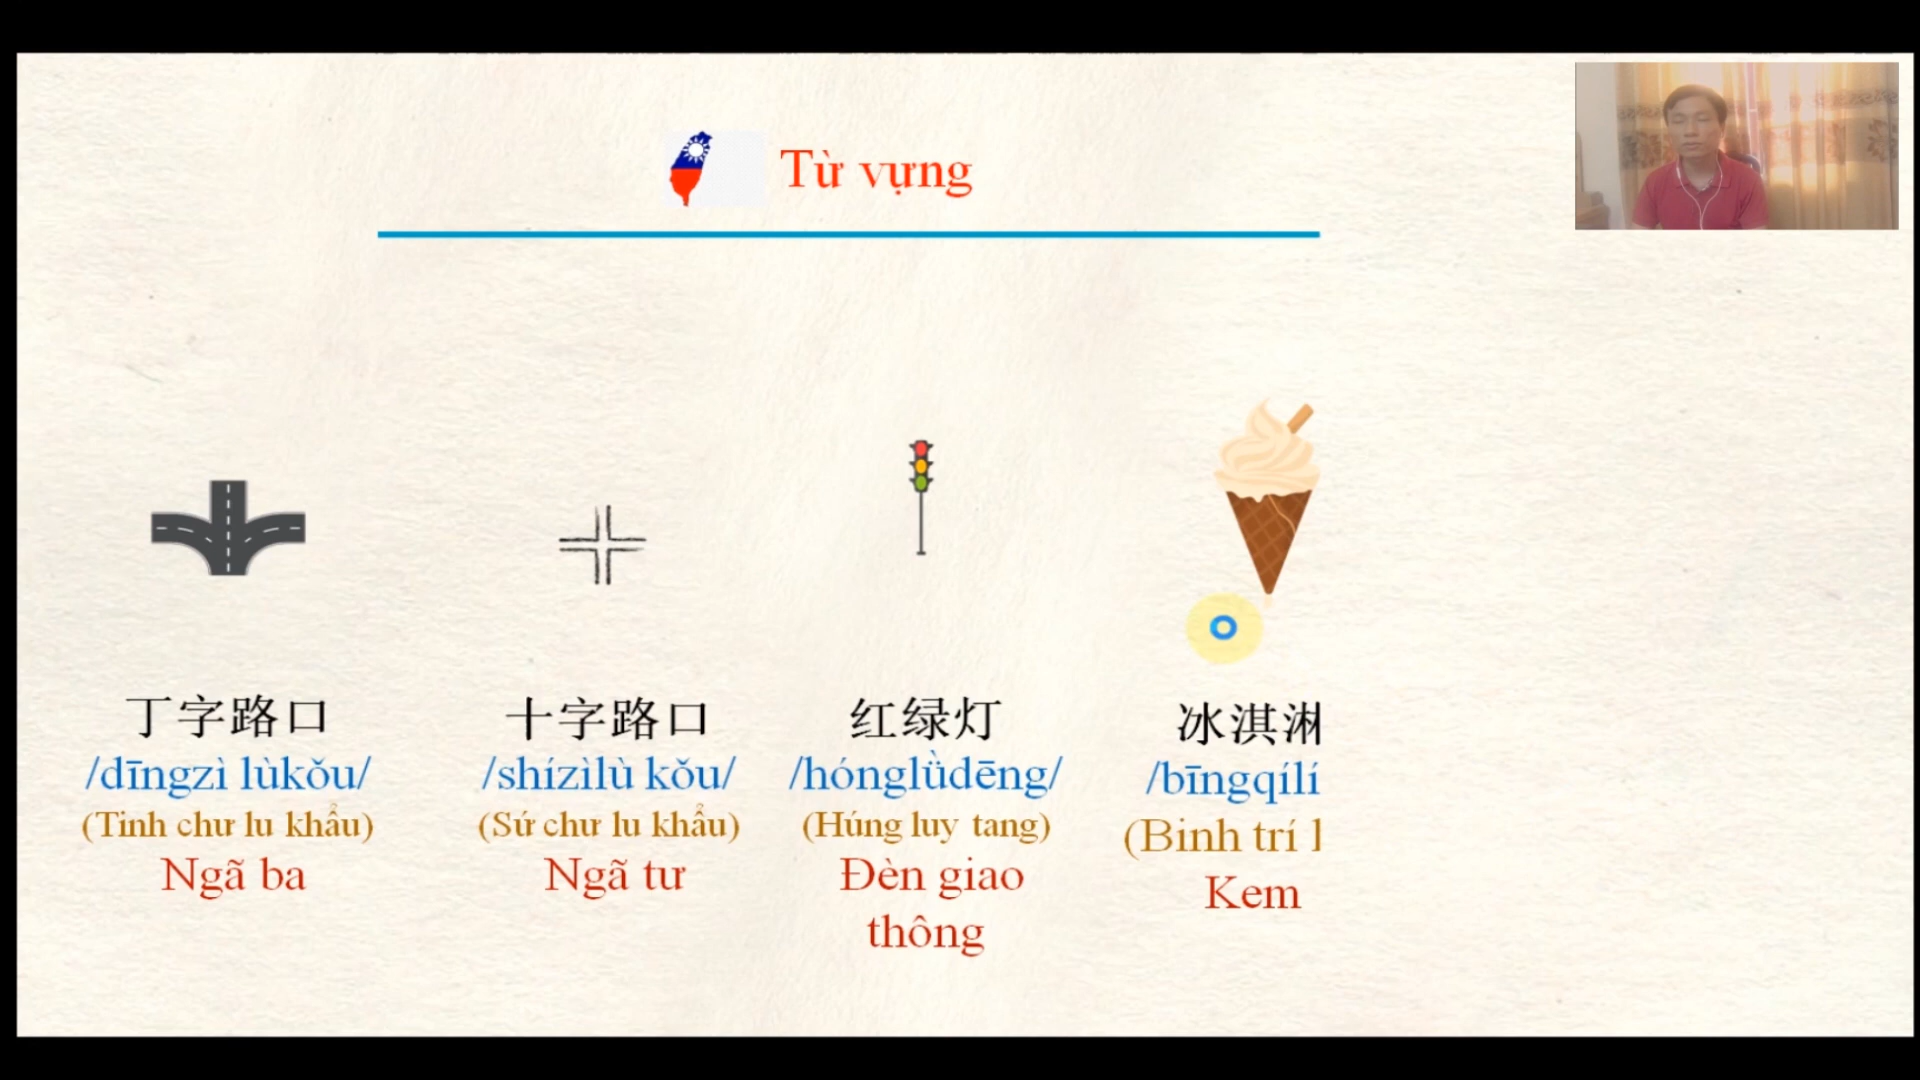 Từ vựng
丁字路口
/dīngzì lùkǒu/
(Tinh chư lu khẩu)
Ngã ba
十字路口
/shízìlù kǒu/
(Sứ chư lu khẩu)
Ngã tư
红绿灯
/hónglǜdēng/
(Húng luy tang)
Đèn giao
thông
冰淇淋
/bīngqílí
(Binh trí l
Kem